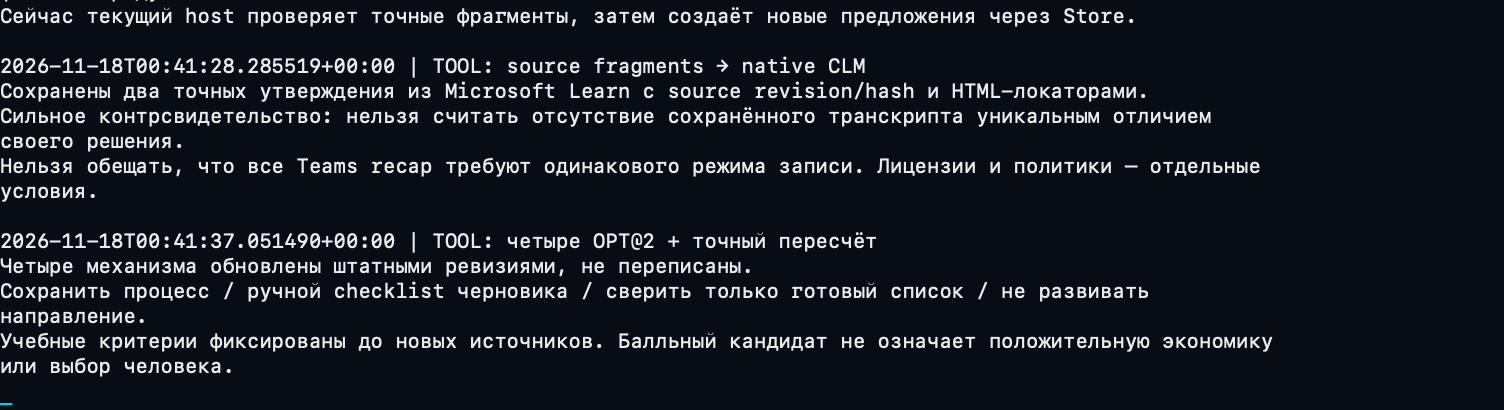 Сейчас текущий host проверяет точные фрагменты, затем создаёт новые предложения через Store.
2026-11-18T00:41:28.285519+00:00 | TOOL: source fragments → native CLM
Сохранены два точных утверждения из Microsoft Learn с source revision/hash и HTML-локаторами.
Сильное контрсвидетельство: нельзя считать отсутствие сохранённого транскрипта уникальным отличием
своего решения.
Нельзя обещать, что все Teams recap требуют одинакового режима записи. Лицензии и политики — отдельные
условия.
2026-11-18T00:41:37.051490+00:00 | TOOL: четыре OPT@2 + точный пересчёт
Четыре механизма обновлены штатными ревизиями, не переписаны.
Сохранить процесс / ручной checklist черновика / сверить только готовый список / не развивать
направление.
Учебные критерии фиксированы до новых источников. Балльный кандидат не означает положительную экономику
или выбор человека.